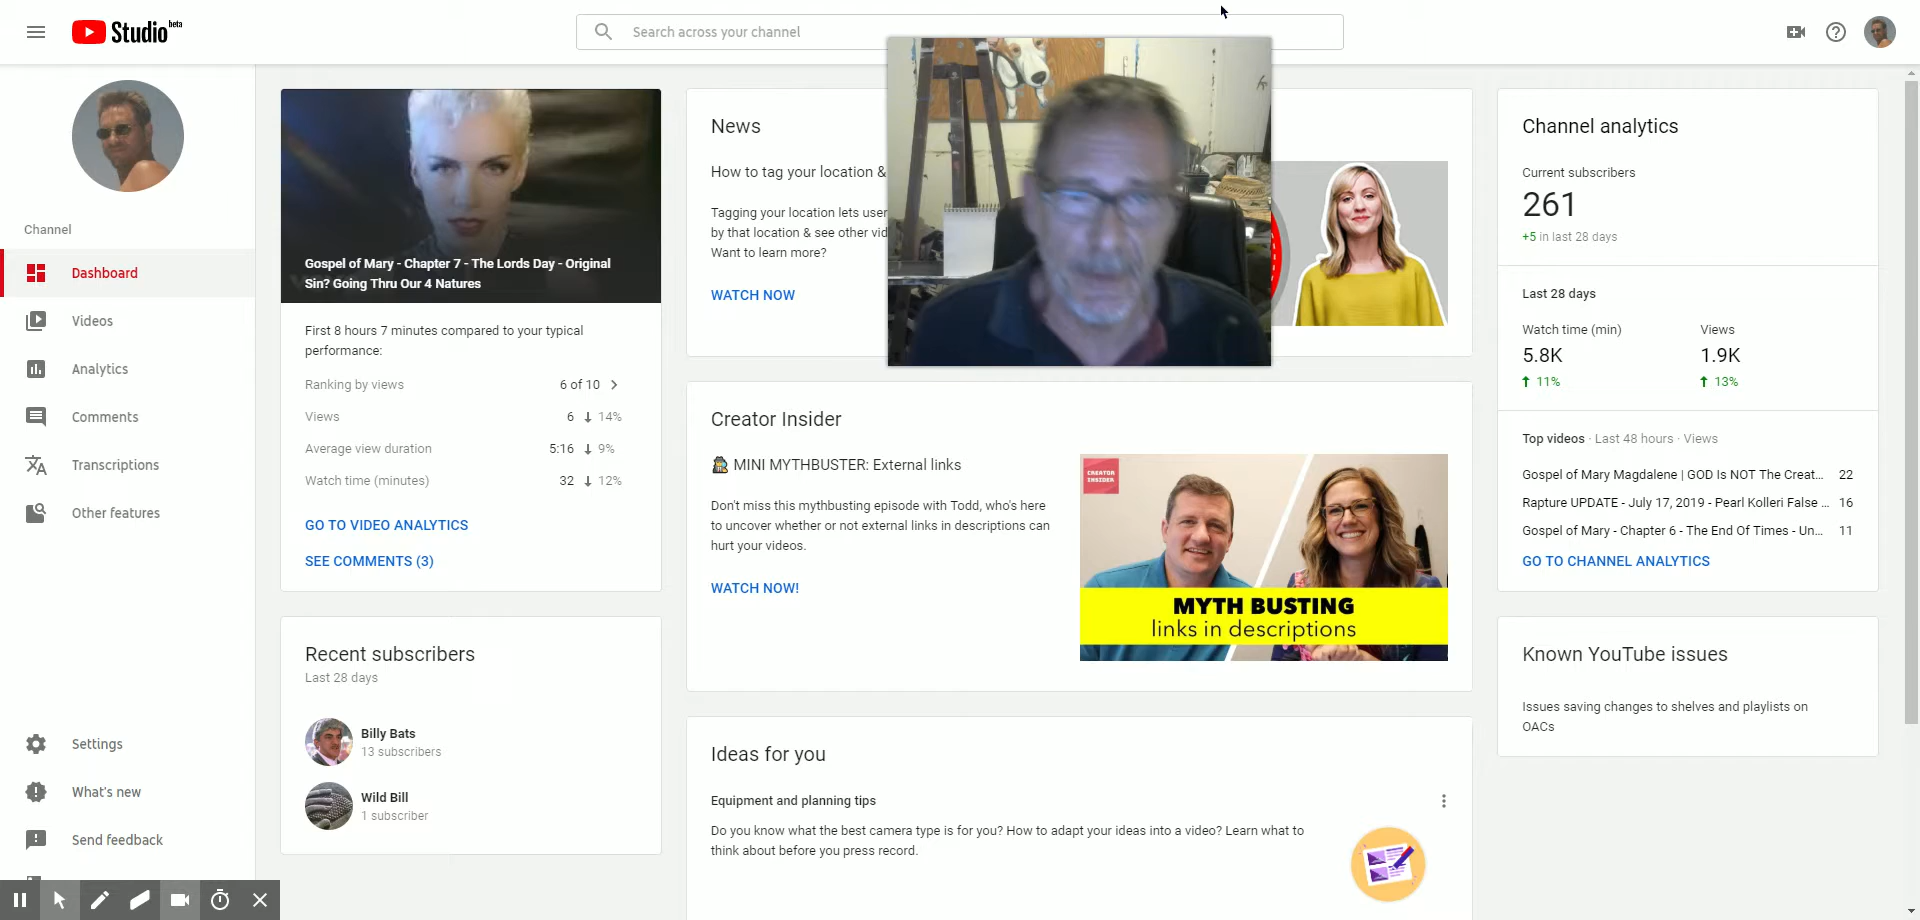 Studio beta
Search across your channel
Channel
Dashboard
Videos
Analytics
Comments
Transcriptions
Other features
Settings
What's new
Send feedback
Gospel of Mary - Chapter 7 - The Lords Day - Original
Sin? Going Thru Our 4 Natures
First 8 hours 7 minutes compared to your typical
performance:
Ranking by views 6 of 10
Views 6 ↓ 14%
Average view duration 5:16 ↓ 9%
Watch time (minutes) 32 ↓ 12%
GO TO VIDEO ANALYTICS
SEE COMMENTS (3)
Recent subscribers
Last 28 days
Billy Bats
13 subscribers
Wild Bill
1 subscriber
News
How to tag your location &
Tagging your location lets
by that location & see other
Want to learn more?
WATCH NOW
Creator Insider
MINI MYTHBUSTER: External links
Don't miss this mythbusting episode with Todd, who's here
to uncover whether or not external links in descriptions can
hurt your videos.
WATCH NOW!
CREATOR
INSIDER
MYTH BUSTING
links in descriptions
Ideas for you
Equipment and planning tips
Do you know what the best camera type is for you? How to adapt your ideas into a video? Learn what to
think about before you press record.
Channel analytics
Current subscribers
261
+5 in last 28 days
Last 28 days
Watch time (min) Views
5.8K 1.9K
↑ 11% ↑ 13%
Top videos · Last 48 hours · Views
Gospel of Mary Magdalene | GOD Is NOT The Creat... 22
Rapture UPDATE - July 17, 2019 - Pearl Kolleri False ... 16
Gospel of Mary - Chapter 6 - The End Of Times - Un... 11
GO TO CHANNEL ANALYTICS
Known YouTube issues
Issues saving changes to shelves and playlists on
OACs